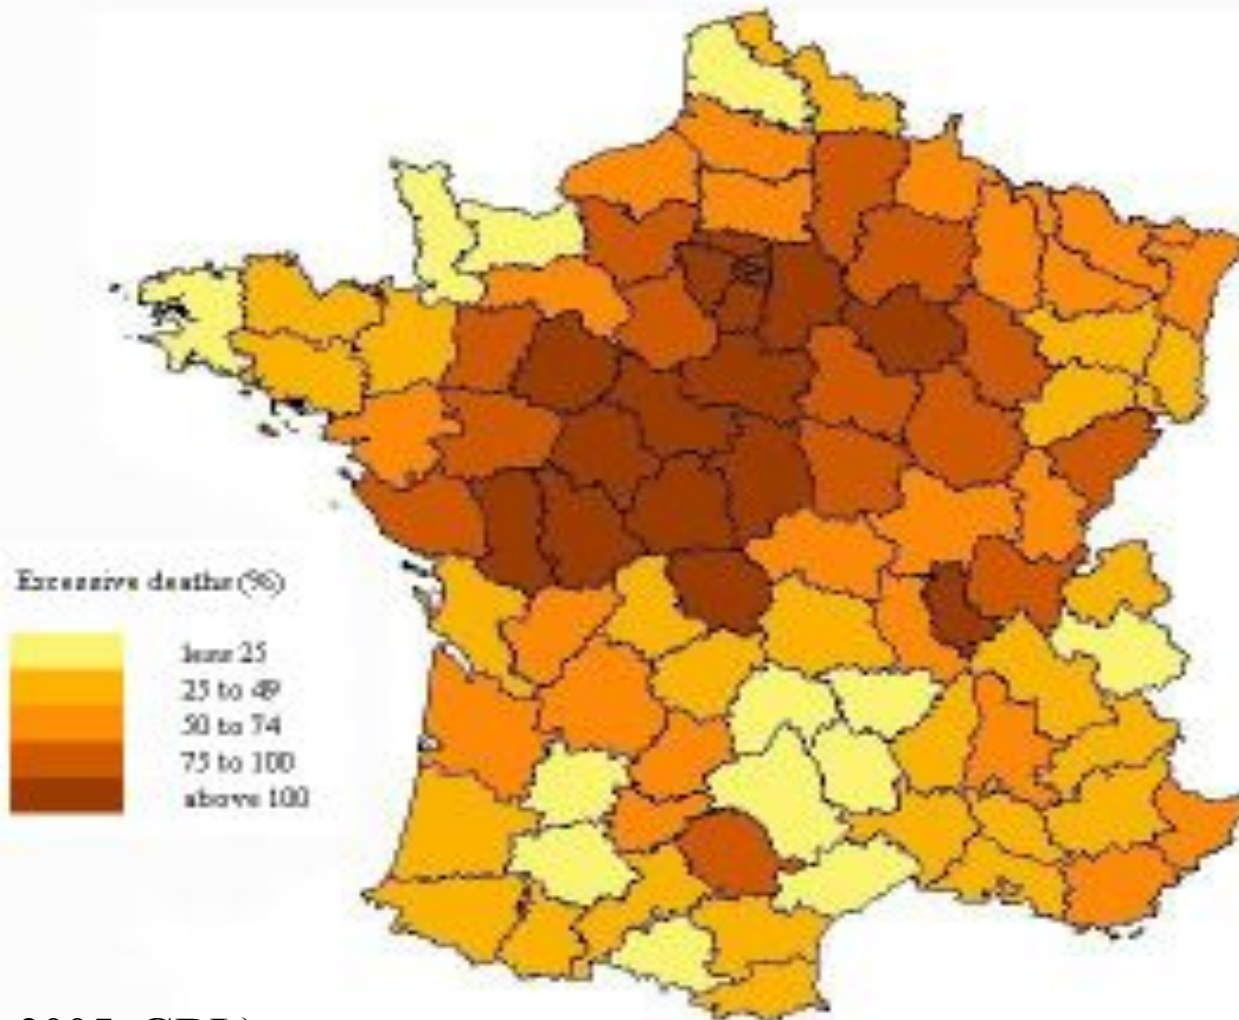 Excessive deaths (%)
less 25
25 to 49
50 to 74
75 to 100
above 100